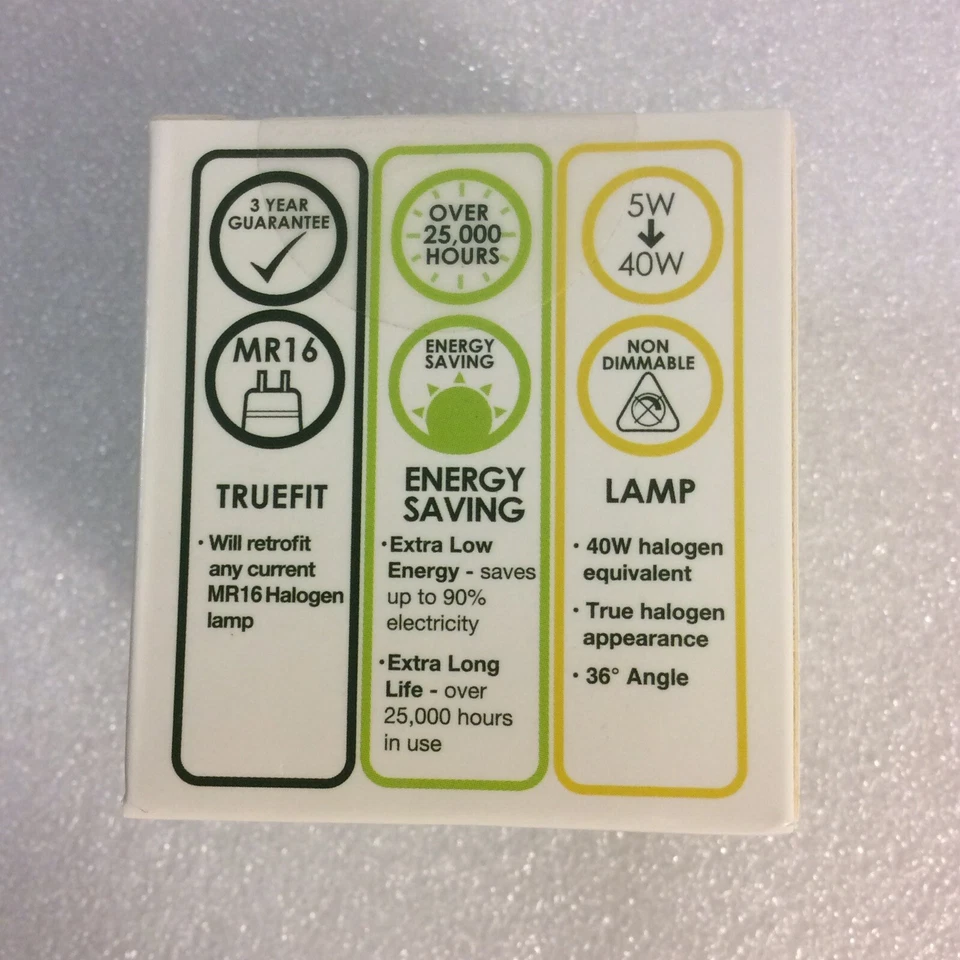 3 YEAR
GUARANTEE
MR16
TRUEFIT
· Will retrofit
any current
MR16 Halogen
lamp
OVER
25,000
HOURS
ENERGY
SAVING
ENERGY
SAVING
· Extra Low
Energy - saves
up to 90%
electricity
· Extra Long
Life - over
25,000 hours
in use
5W
40W
NON
DIMMABLE
LAMP
· 40W halogen
equivalent
· True halogen
appearance
· 36° Angle